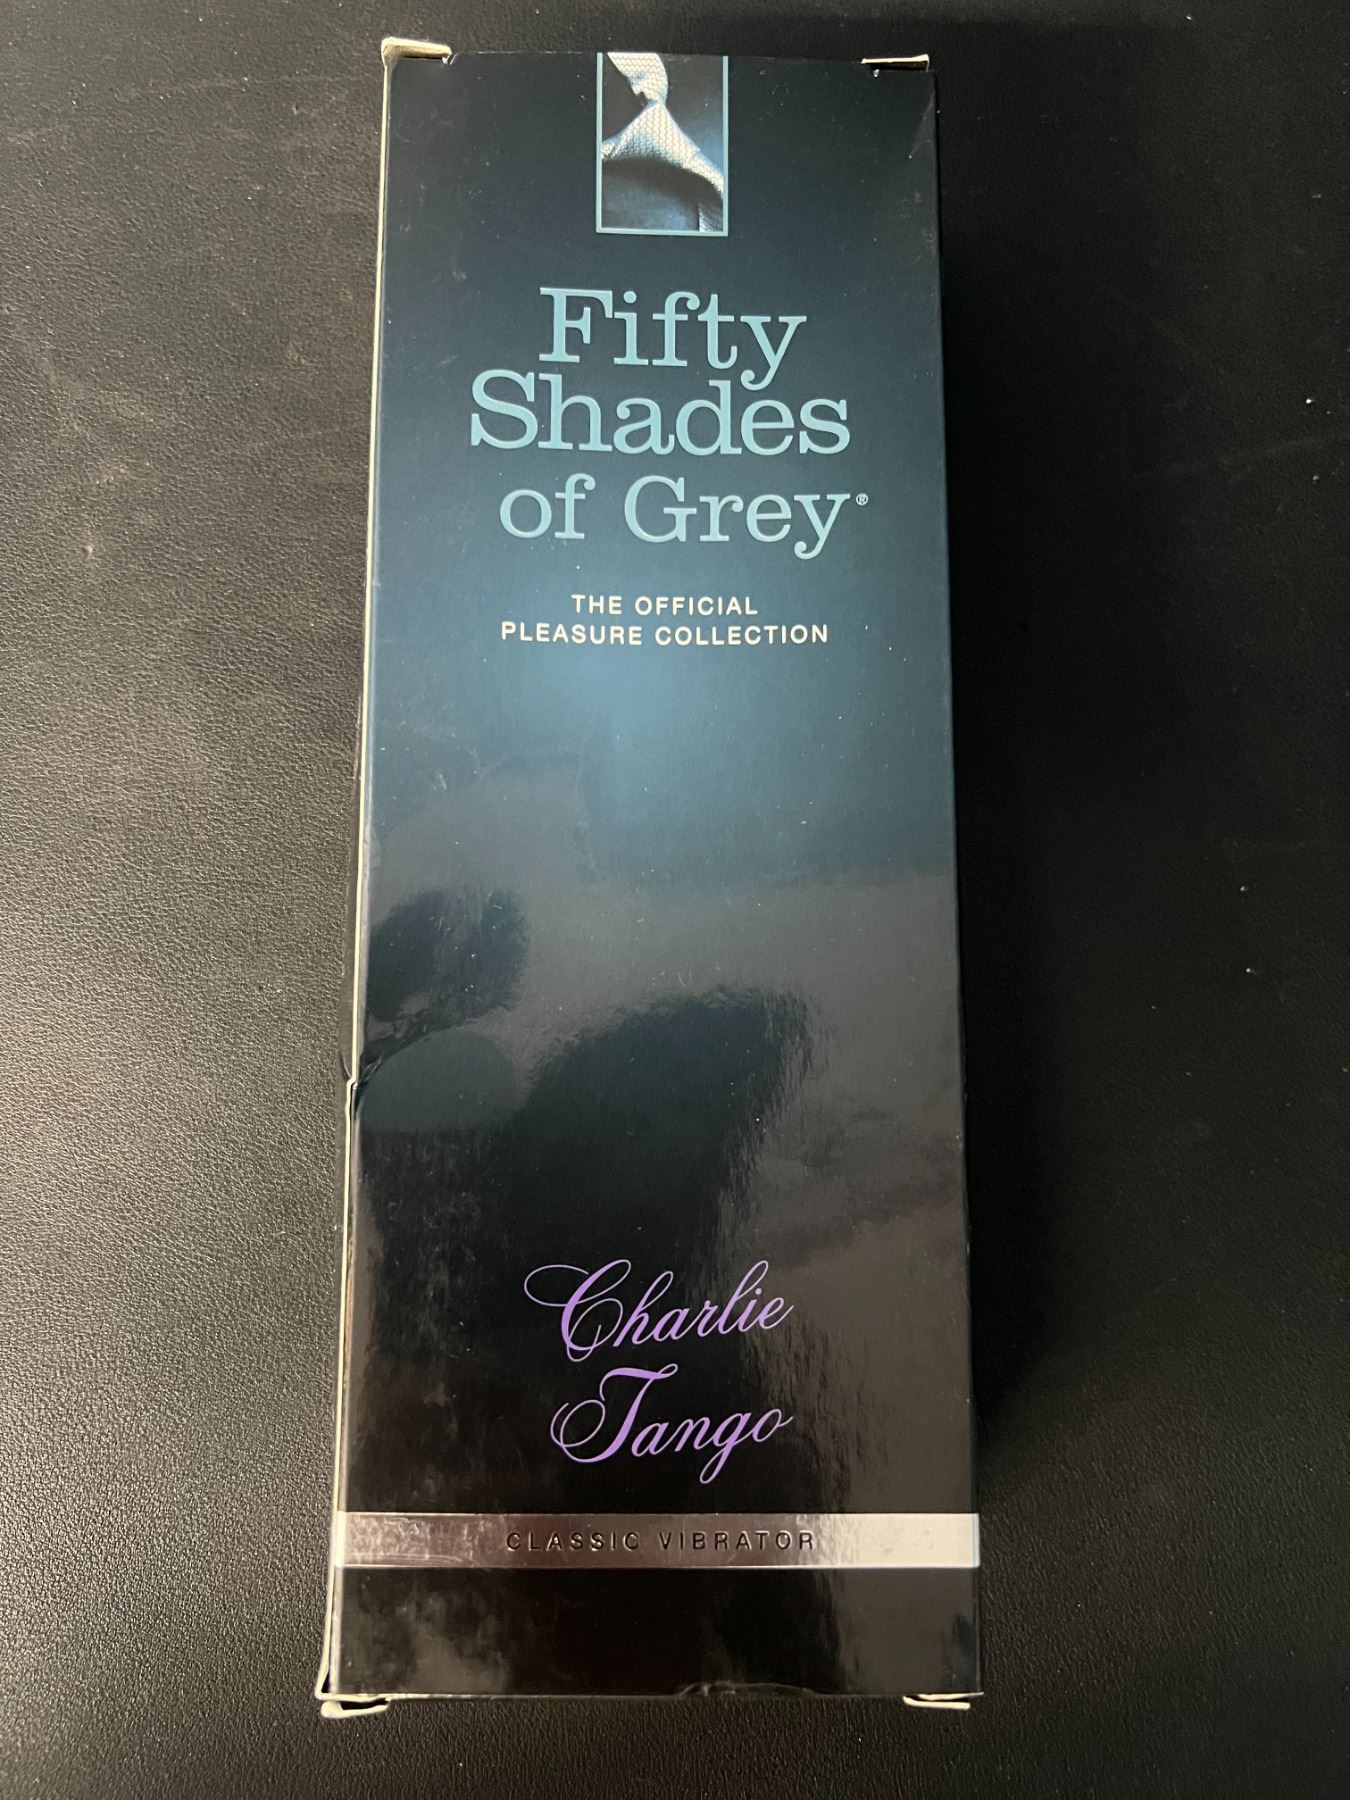 Fifty
Shades
of Grey®
THE OFFICIAL
PLEASURE COLLECTION
Charlie
Tango
CLASSIC VIBRATOR